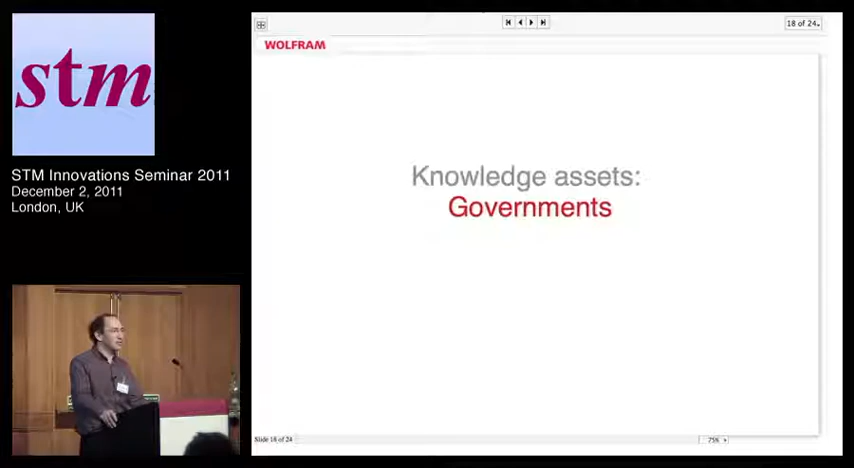 stm
STM Innovations Seminar 2011
December 2, 2011
London, UK
18 of 24
WOLFRAM
Knowledge assets:
Governments
Slide 18 of 24
75%